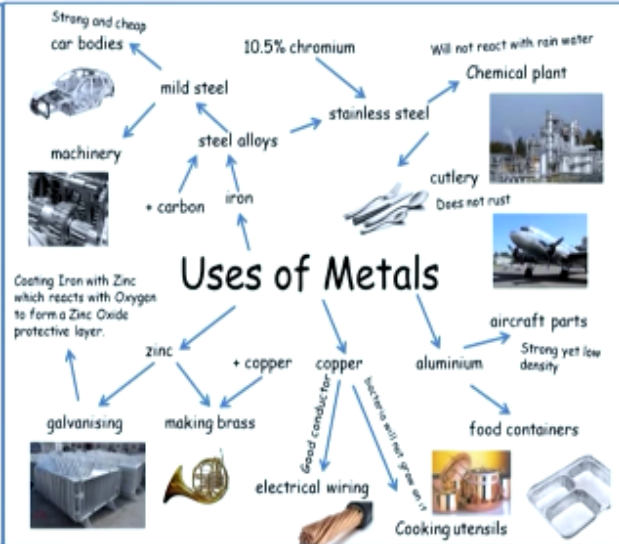 Strong and cheap
car bodies
10.5% chromium
Will not react with rain water
Chemical plant
mild steel
stainless steel
steel alloys
machinery
cutlery
Does not rust
+ carbon
iron
Uses of Metals
Coating Iron with Zinc
which reacts with Oxygen
to form a Zinc Oxide
protective layer.
aircraft parts
Strong yet low
density
zinc
+ copper
copper
aluminium
galvanising
making brass
Good conductor
bacteria will not grow on it
food containers
electrical wiring
Cooking utensils